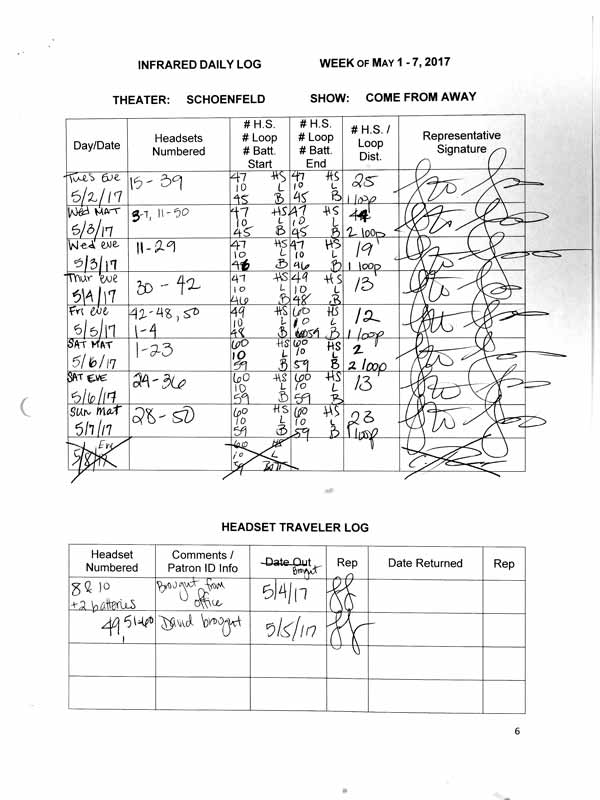 INFRARED DAILY LOG WEEK OF MAY 1 - 7, 2017
THEATER: SCHOENFELD SHOW: COME FROM AWAY
Day/Date Headsets Numbered # H.S. # Loop # Batt. Start # H.S. # Loop # Batt. End # H.S. / Loop Dist. Representative Signature
Tues Eve 15-39 47 HS 47 HS 25
10 L 10 L
5/2/17 45 B 45 B 1 loop
Wed MAT 3-7, 11-50 47 HS 47 HS
10 L 10 L
5/3/17 45 B 45 B 2 loop
Wed eve 11-29 47 HS 47 HS 19
10 L 10 L
5/3/17 B 46 B 1 loop
Thur eve 30-42 47 HS 49 HS 13
10 L 10 L
5/4/17 46 B 48 B
Fri eve 42-48, 50 49 HS 60 HS 12
10 L 10 L
5/5/17 1-4 48 B 59 B 1 loop
SAT MAT 1-23 60 HS 60 HS 2
10 L 10 L
5/6/17 59 B 59 B 2 loop
SAT EVE 24-36 60 HS 60 HS 13
10 L 10 L
5/6/17 59 B 59 B
Sun Mat 28-50 60 HS 60 HS 23
10 L 10 L
5/7/17 59 B 59 B 1 loop
Eve 60 HS
5/8/17 10 L
59 Batt
HEADSET TRAVELER LOG
Headset Numbered Comments / Patron ID Info Date Out Brought Rep Date Returned Rep
8 & 10 Brought from 5/4/17
+2 batteries office
49, 51-60 David brought 5/5/17
6